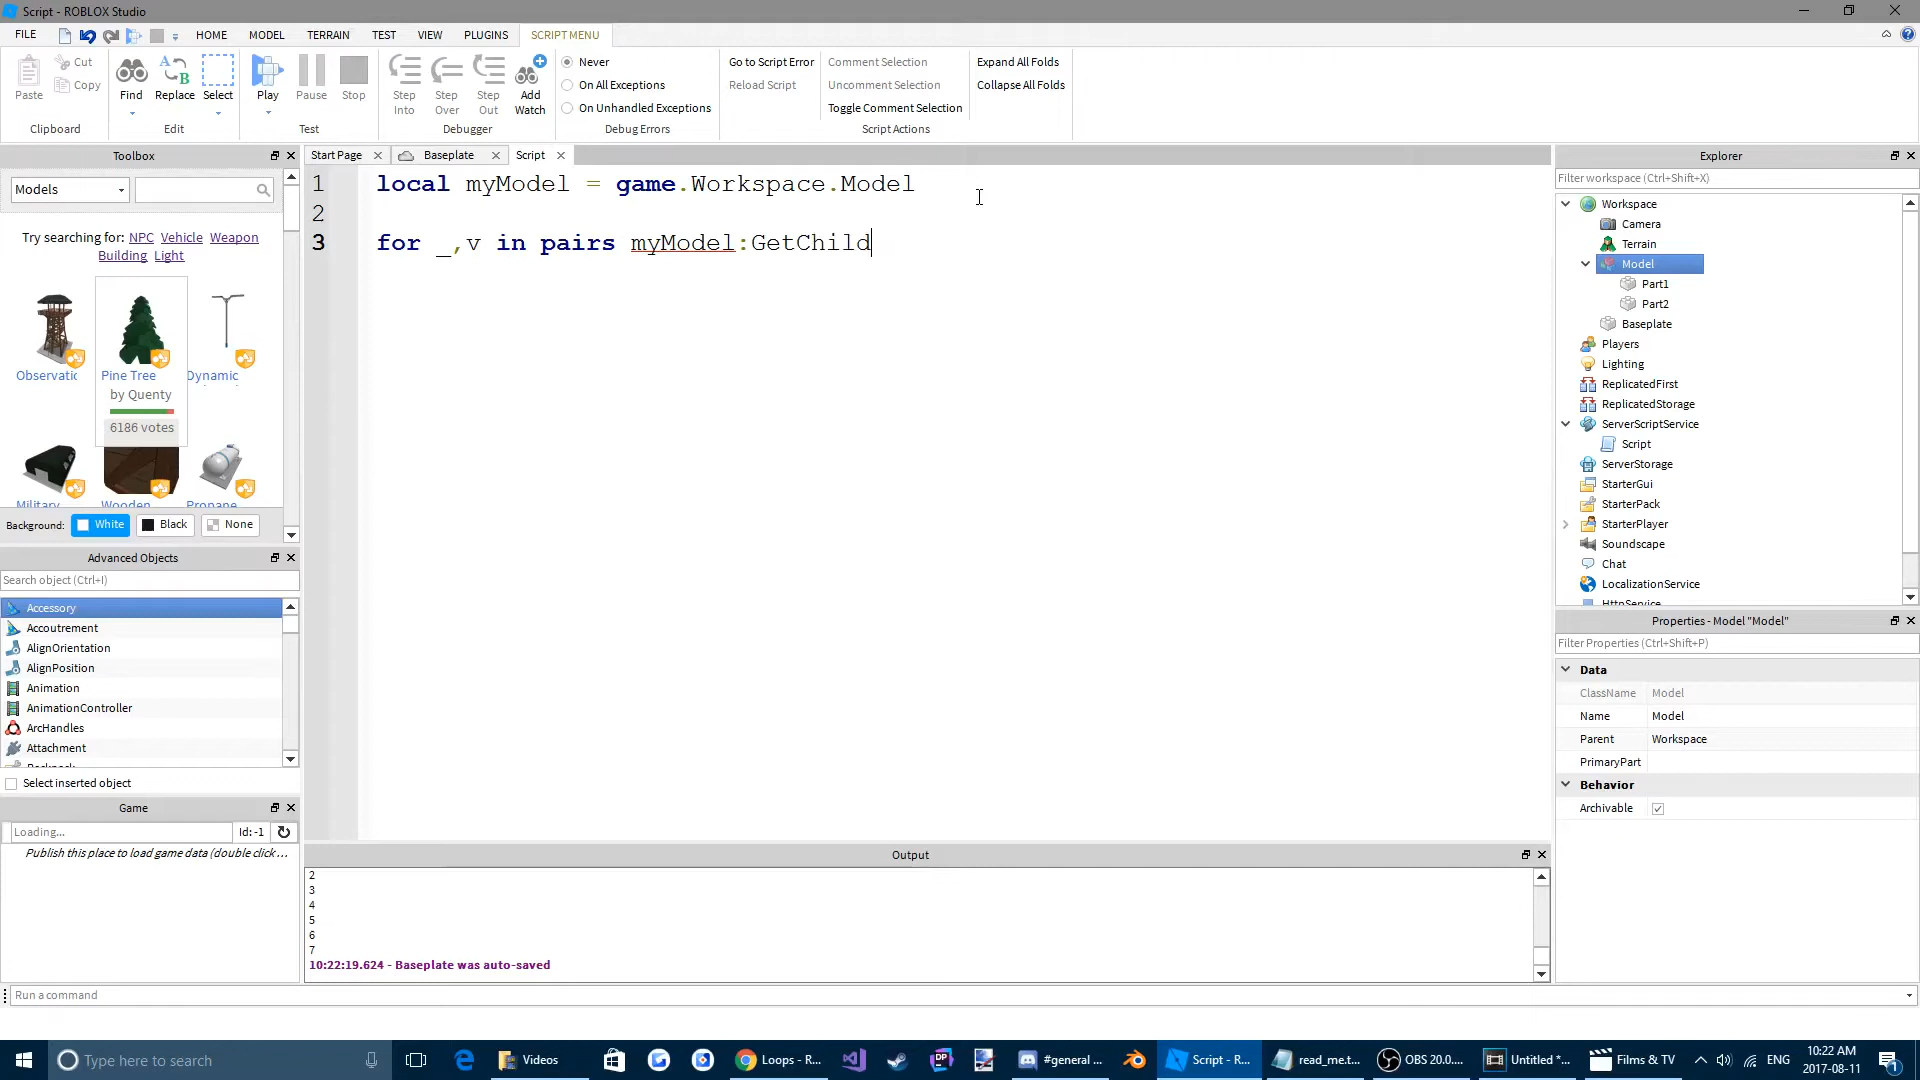 Script - ROBLOX Studio
FILE HOME MODEL TERRAIN TEST VIEW PLUGINS SCRIPT MENU
Paste Cut Copy Find Replace Select Play Pause Stop Step Into Step Over Step Out Add Watch
Never
On All Exceptions
On Unhandled Exceptions
Go to Script Error
Reload Script
Comment Selection
Uncomment Selection
Toggle Comment Selection
Expand All Folds
Collapse All Folds
Clipboard Edit Test Debugger Debug Errors Script Actions
Toolbox
Models
Try searching for: NPC Vehicle Weapon
Building Light
Observatic Pine Tree Dynamic
by Quenty
6186 votes
Military Wooden Propane
Background: White Black None
Advanced Objects
Search object (Ctrl+I)
Accessory
Accoutrement
AlignOrientation
AlignPosition
Animation
AnimationController
ArcHandles
Attachment
Backpack
Select inserted object
Game
Loading... Id: -1
Publish this place to load game data (double click ...
Start Page Baseplate Script
1 local myModel = game.Workspace.Model
2
3 for _,v in pairs myModel:GetChild
Output
2
3
4
5
6
7
10:22:19.624 - Baseplate was auto-saved
Run a command
Explorer
Filter workspace (Ctrl+Shift+X)
Workspace
Camera
Terrain
Model
Part1
Part2
Baseplate
Players
Lighting
ReplicatedFirst
ReplicatedStorage
ServerScriptService
Script
ServerStorage
StarterGui
StarterPack
StarterPlayer
Soundscape
Chat
LocalizationService
HttpService
Properties - Model "Model"
Filter Properties (Ctrl+Shift+P)
Data
ClassName Model
Name Model
Parent Workspace
PrimaryPart
Behavior
Archivable
Type here to search
Videos
Loops - R...
#general ...
Script - R...
read_me.t...
OBS 20.0....
Untitled *...
Films & TV
ENG
10:22 AM
2017-08-11
1